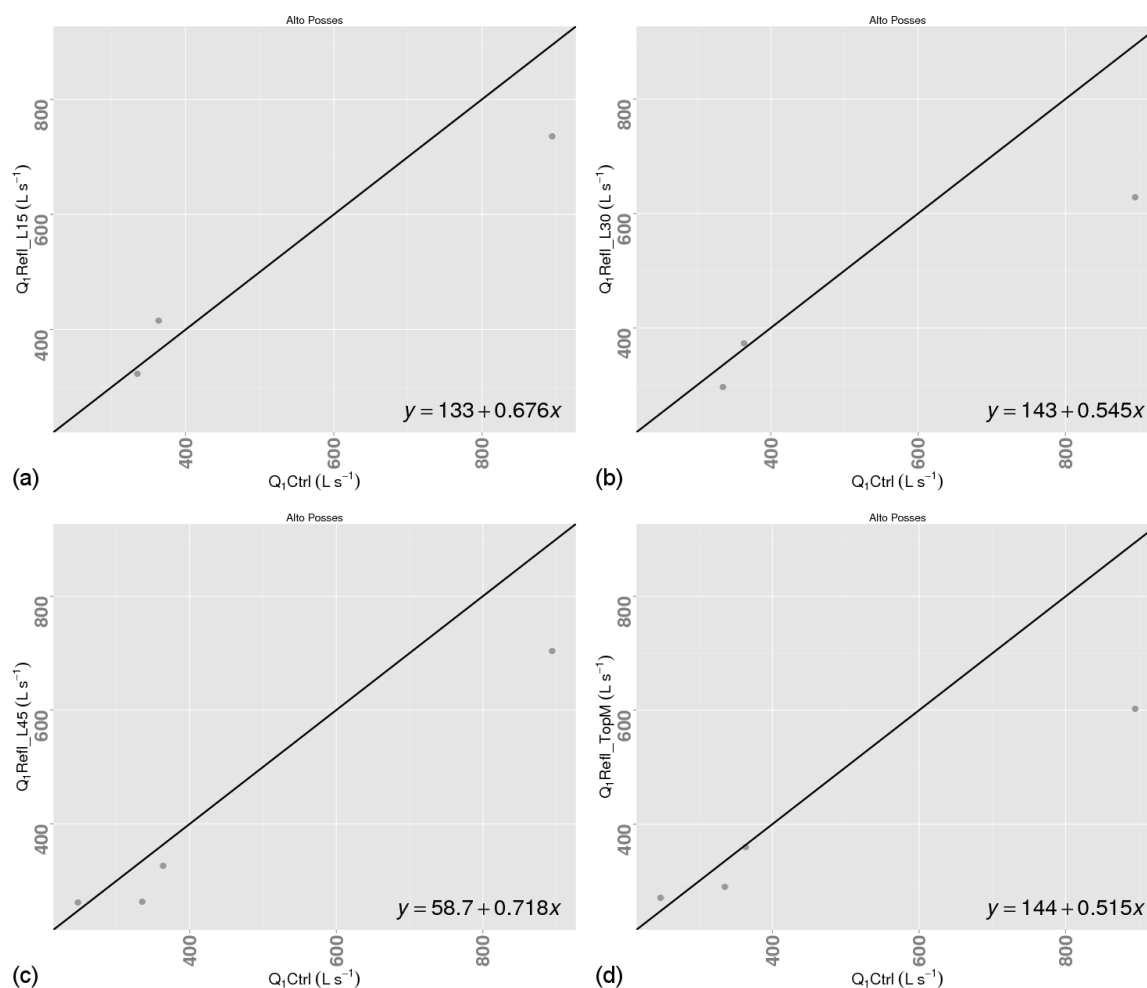 Alto Posses
800
600
400
Q₁Refl_L15 (L s⁻¹)
y = 133 + 0.676x
400
600
800
Q₁Ctrl (L s⁻¹)
(a)
Alto Posses
800
600
400
Q₁Refl_L30 (L s⁻¹)
y = 143 + 0.545x
400
600
800
Q₁Ctrl (L s⁻¹)
(b)
Alto Posses
800
600
400
Q₁Refl_L45 (L s⁻¹)
y = 58.7 + 0.718x
400
600
800
Q₁Ctrl (L s⁻¹)
(c)
Alto Posses
800
600
400
Q₁Refl_TopM (L s⁻¹)
y = 144 + 0.515x
400
600
800
Q₁Ctrl (L s⁻¹)
(d)